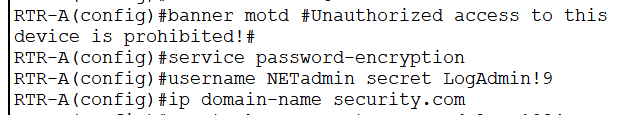 RTR-A(config)#banner motd #Unauthorized access to this
device is prohibited!#
RTR-A(config)#service password-encryption
RTR-A(config)#username NETadmin secret LogAdmin!9
RTR-A(config)#ip domain-name security.com